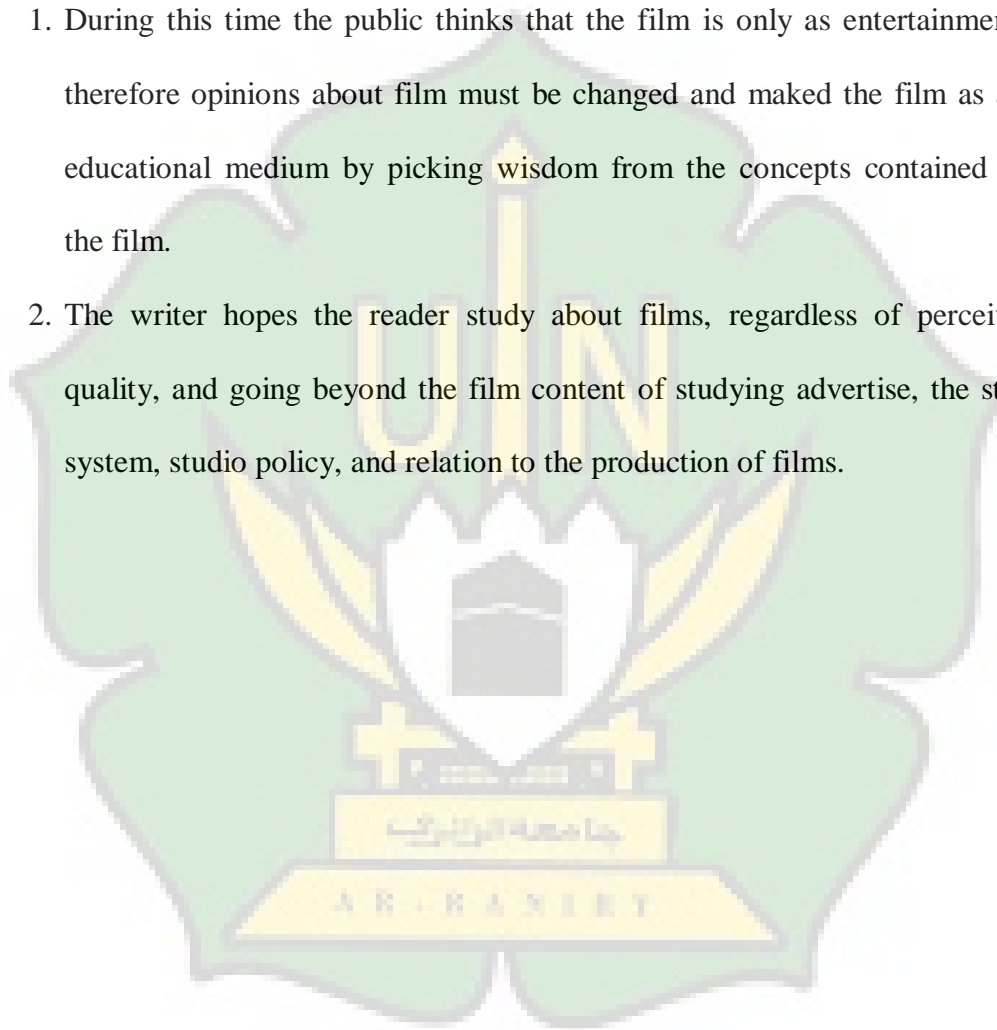 1. During this time the public thinks that the film is only as entertainmen
therefore opinions about film must be changed and maked the film as
educational medium by picking wisdom from the concepts contained
the film.
2. The writer hopes the reader study about films, regardless of percei
quality, and going beyond the film content of studying advertise, the st
system, studio policy, and relation to the production of films.
UIN
جامعة الرانيري
AR-RANIRY